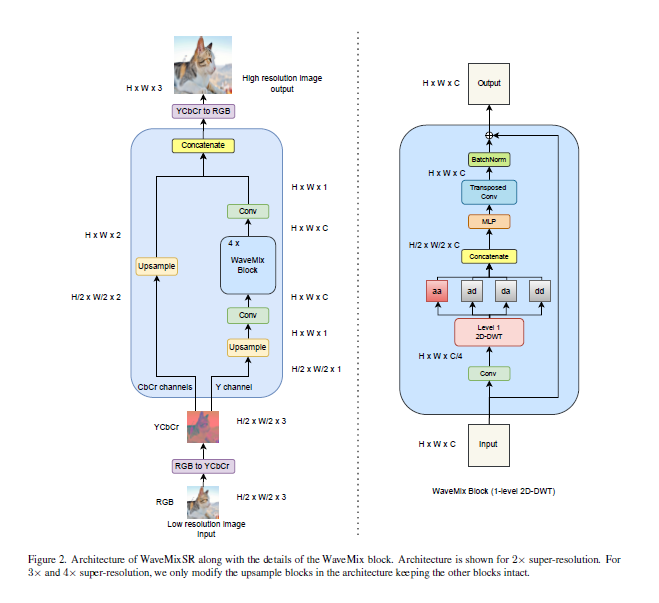 H x W x 3
High resolution image
output
YCbCr to RGB
Concatenate
H x W x 1
Conv
H x W x C
H x W x 2
4 x
WaveMix
Block
Upsample
H/2 x W/2 x 2
H x W x C
Conv
H x W x 1
Upsample
H/2 x W/2 x 1
CbCr channels
Y channel
YCbCr
H/2 x W/2 x 3
RGB to YCbCr
RGB
H/2 x W/2 x 3
Low resolution image
input
H x W x C
Output
BatchNorm
H x W x C
Transposed
Conv
MLP
H/2 x W/2 x C
Concatenate
aa
ad
da
dd
Level 1
2D-DWT
H x W x C/4
Conv
H x W x C
Input
WaveMix Block (1-level 2D-DWT)
Figure 2. Architecture of WaveMixSR along with the details of the WaveMix block. Architecture is shown for 2× super-resolution. For
3× and 4× super-resolution, we only modify the upsample blocks in the architecture keeping the other blocks intact.